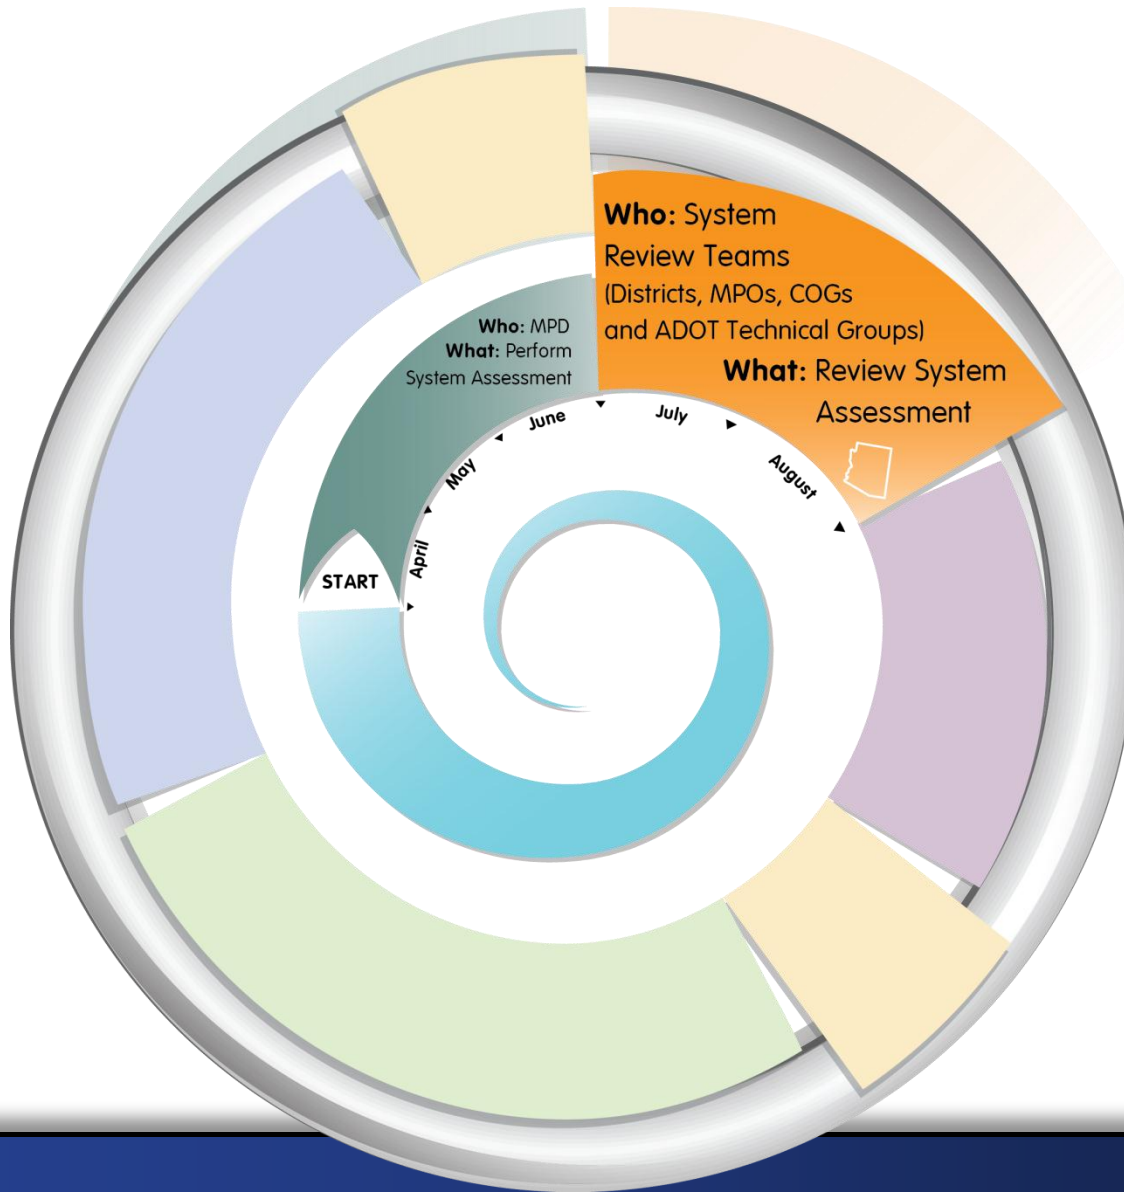 Who: System
Review Teams
(Districts, MPOs, COGs
and ADOT Technical Groups)
What: Review System
Assessment
Who: MPD
What: Perform
System Assessment
START
April
May
June
July
August